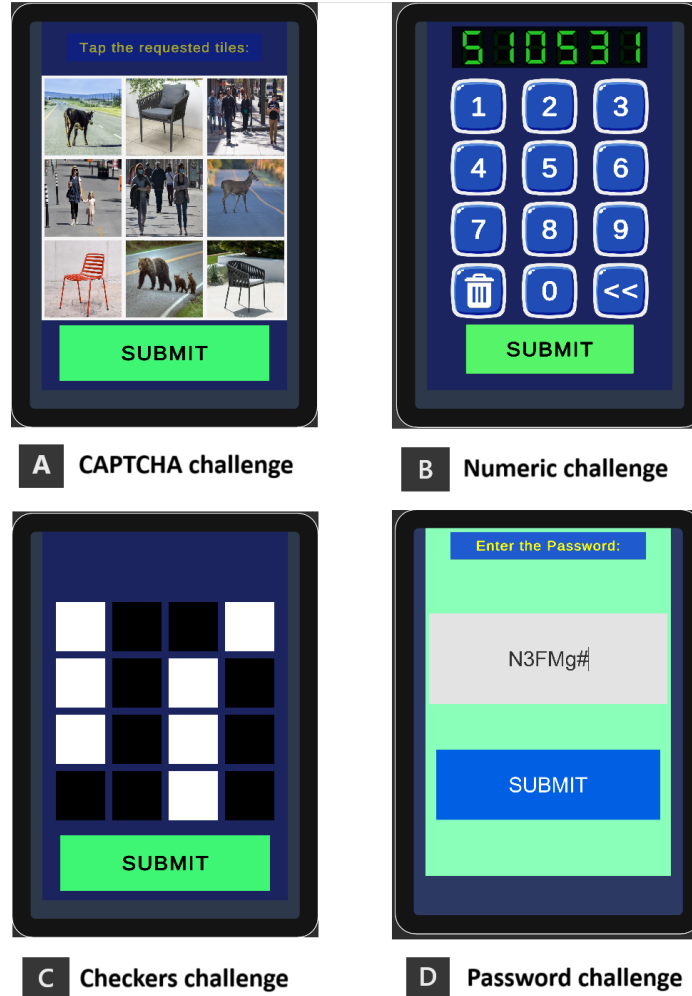 Tap the requested tiles:
SUBMIT
A CAPTCHA challenge
510531
1 2 3
4 5 6
7 8 9
0 <<
SUBMIT
B Numeric challenge
SUBMIT
C Checkers challenge
Enter the Password:
N3FMg#
SUBMIT
D Password challenge